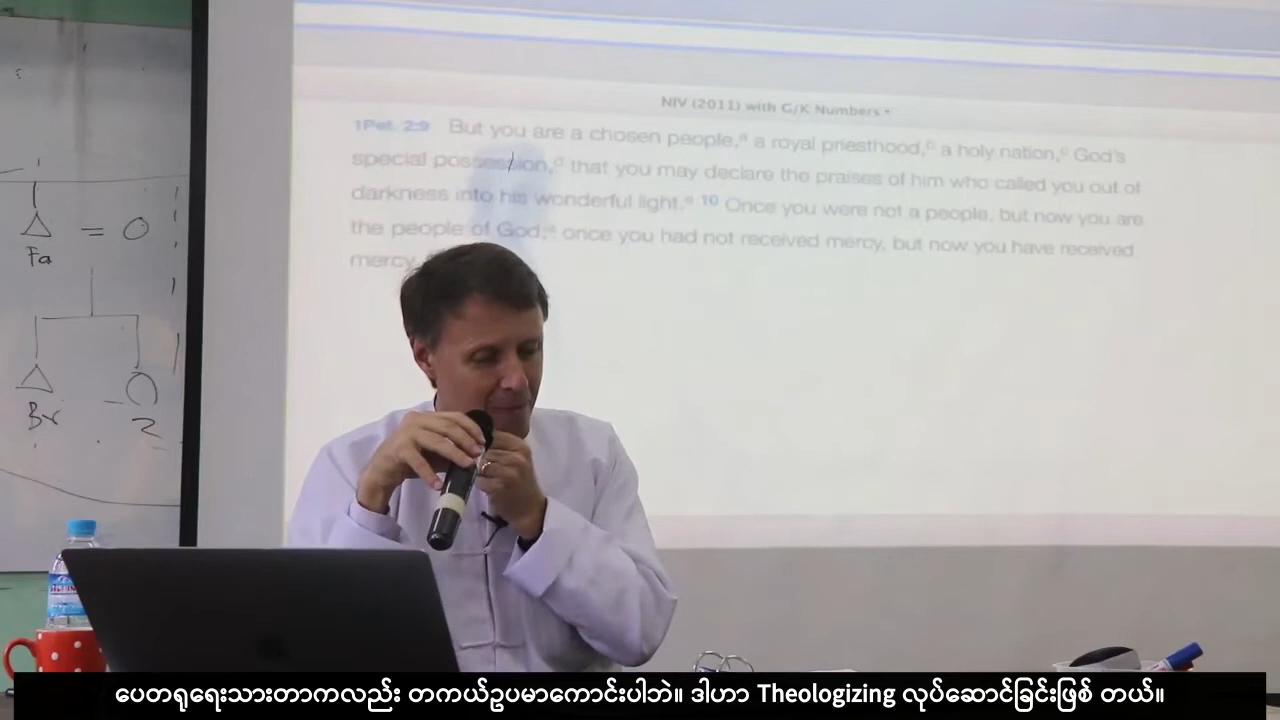 NIV (2011) with G/K Numbers
1Pet. 2:9 But you are a chosen people,ᵃ a royal priesthood,ᵇ a holy nation,ᶜ God's
special possession,ᵈ that you may declare the praises of him who called you out of
darkness into his wonderful light.ᵉ 10 Once you were not a people, but now you are
the people of God; once you had not received mercy, but now you have received
mercy
= O
Fa
Br
Z
ပေတရုရေးသားတာကလည်း တကယ်ဥပမာကောင်းပါဘဲ။ ဒါဟာ Theologizing လုပ်ဆောင်ခြင်းဖြစ် တယ်။